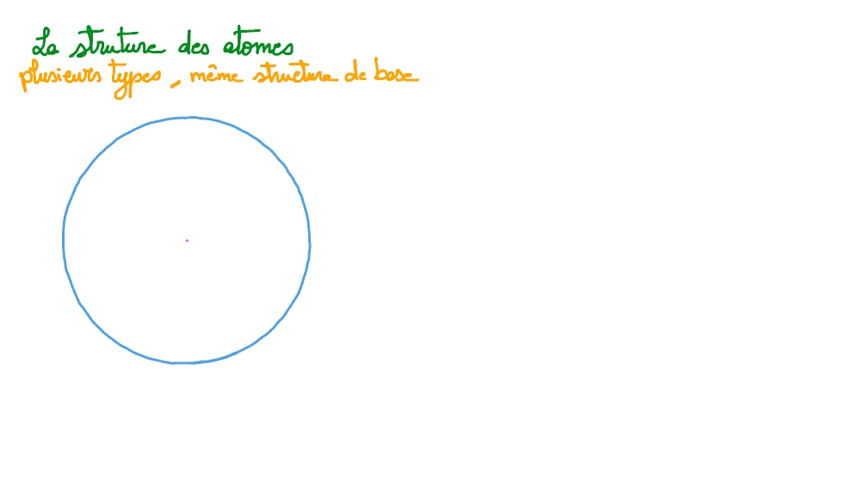 La struture des atomes
plusieurs types, même structure de base